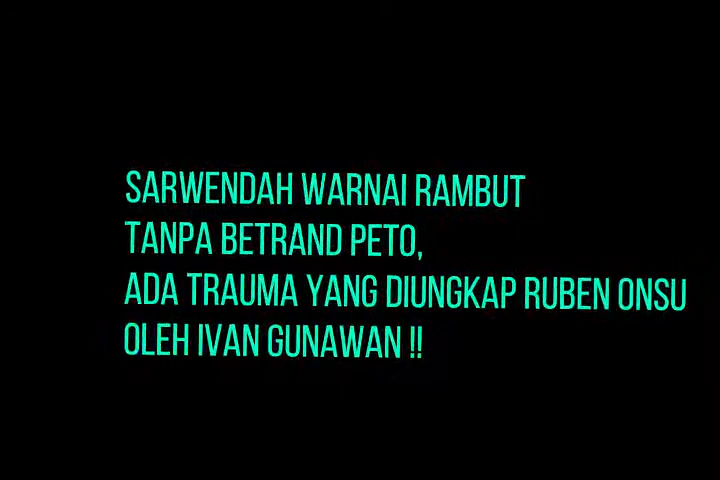 SARWENDAH WARNAI RAMBUT
TANPA BETRAND PETO,
ADA TRAUMA YANG DIUNGKAP RUBEN ONSU
OLEH IVAN GUNAWAN !!